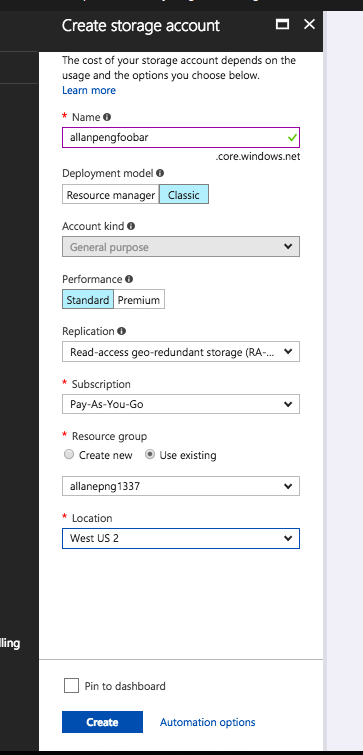 Create storage account
The cost of your storage account depends on the
usage and the options you choose below.
Learn more
* Name
allanpengfoobar
.core.windows.net
Deployment model
Resource manager Classic
Account kind
General purpose
Performance
Standard Premium
Replication
Read-access geo-redundant storage (RA-...
* Subscription
Pay-As-You-Go
* Resource group
Create new Use existing
allanepng1337
* Location
West US 2
lling
Pin to dashboard
Create Automation options